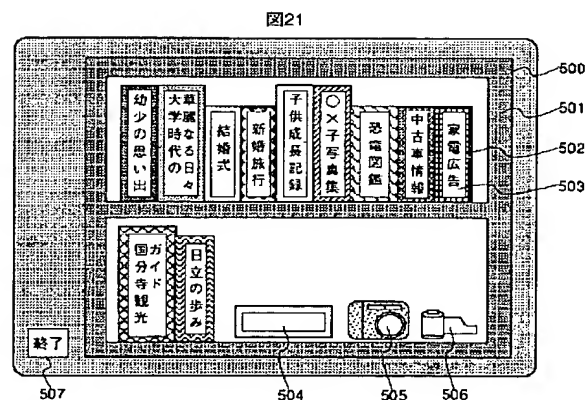 図21
幼少の思い出
大学時代の
華麗なる日々
結婚式
新婚旅行
子供成長記録
○×子写真集
恐竜図鑑
中古車情報
家電広告
500
501
502
503
ガイド
国分寺観光
日立の歩み
終了
507
504
505
506